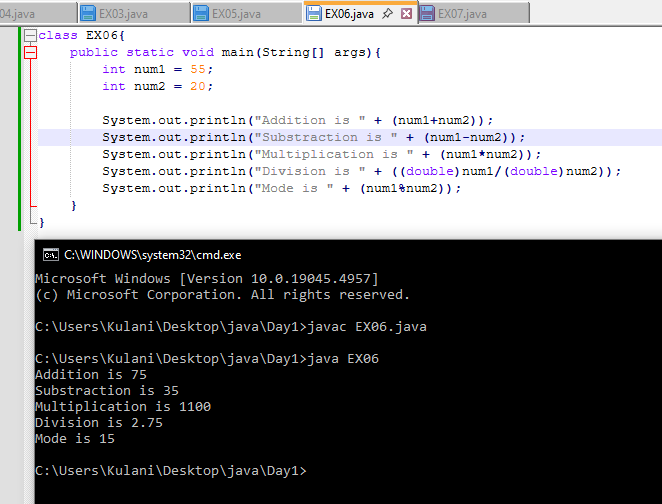 04.java EX03.java EX05.java EX06.java EX07.java
class EX06{
public static void main(String[] args){
int num1 = 55;
int num2 = 20;
System.out.println("Addition is " + (num1+num2));
System.out.println("Substraction is " + (num1-num2));
System.out.println("Multiplication is " + (num1*num2));
System.out.println("Division is " + ((double)num1/(double)num2));
System.out.println("Mode is " + (num1%num2));
}
}
C:\WINDOWS\system32\cmd.exe
Microsoft Windows [Version 10.0.19045.4957]
(c) Microsoft Corporation. All rights reserved.
C:\Users\Kulani\Desktop\java\Day1>javac EX06.java
C:\Users\Kulani\Desktop\java\Day1>java EX06
Addition is 75
Substraction is 35
Multiplication is 1100
Division is 2.75
Mode is 15
C:\Users\Kulani\Desktop\java\Day1>